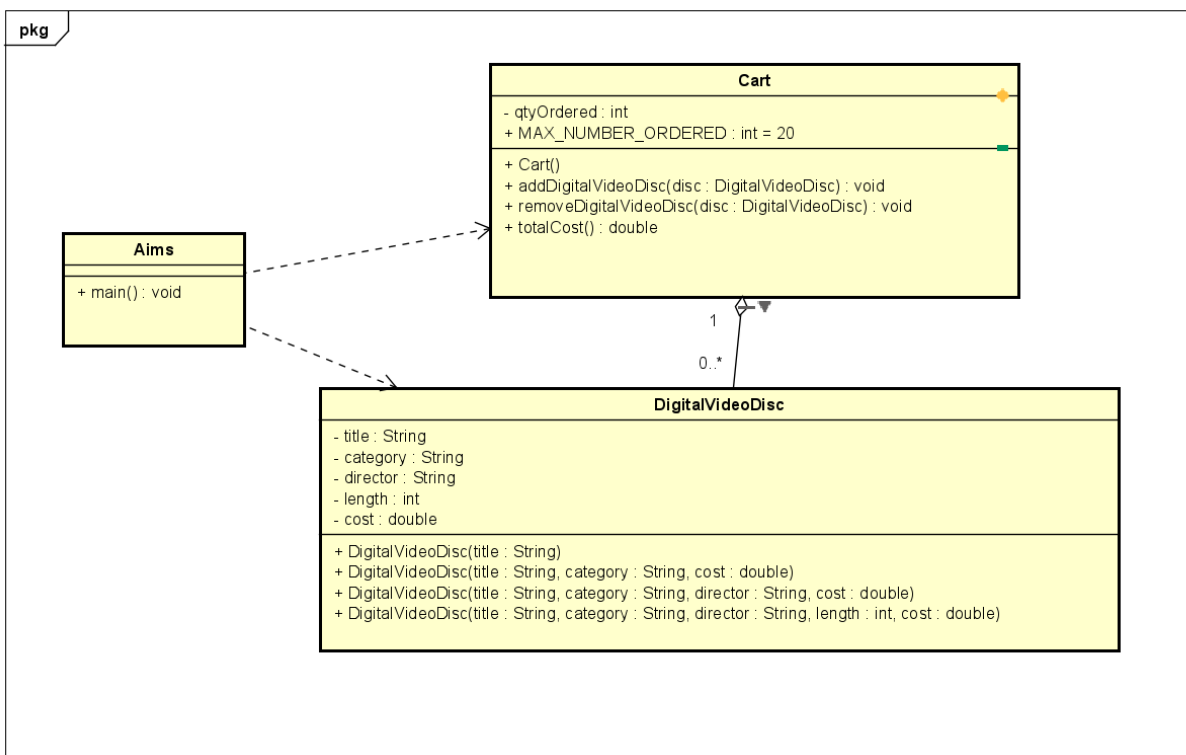 pkg
Cart
- qtyOrdered : int
+ MAX_NUMBER_ORDERED : int = 20
+ Cart()
+ addDigitalVideoDisc(disc : DigitalVideoDisc) : void
+ removeDigitalVideoDisc(disc : DigitalVideoDisc) : void
+ totalCost() : double
Aims
+ main() : void
1
0..*
DigitalVideoDisc
- title : String
- category : String
- director : String
- length : int
- cost : double
+ DigitalVideoDisc(title : String)
+ DigitalVideoDisc(title : String, category : String, cost : double)
+ DigitalVideoDisc(title : String, category : String, director : String, cost : double)
+ DigitalVideoDisc(title : String, category : String, director : String, length : int, cost : double)